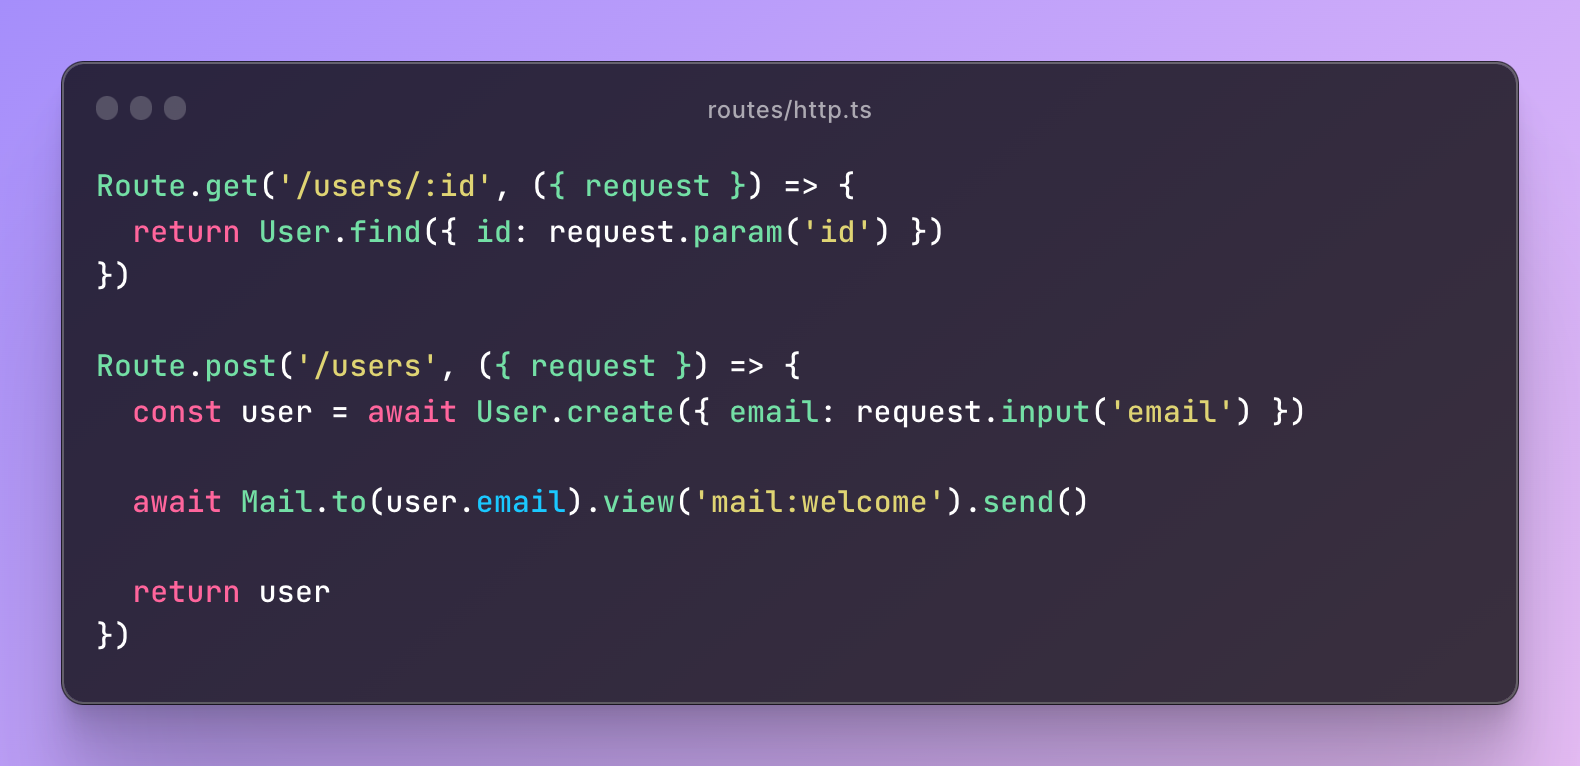 routes/http.ts
Route.get('/users/:id', ({ request }) => {
  return User.find({ id: request.param('id') })
})

Route.post('/users', ({ request }) => {
  const user = await User.create({ email: request.input('email') })

  await Mail.to(user.email).view('mail:welcome').send()

  return user
})